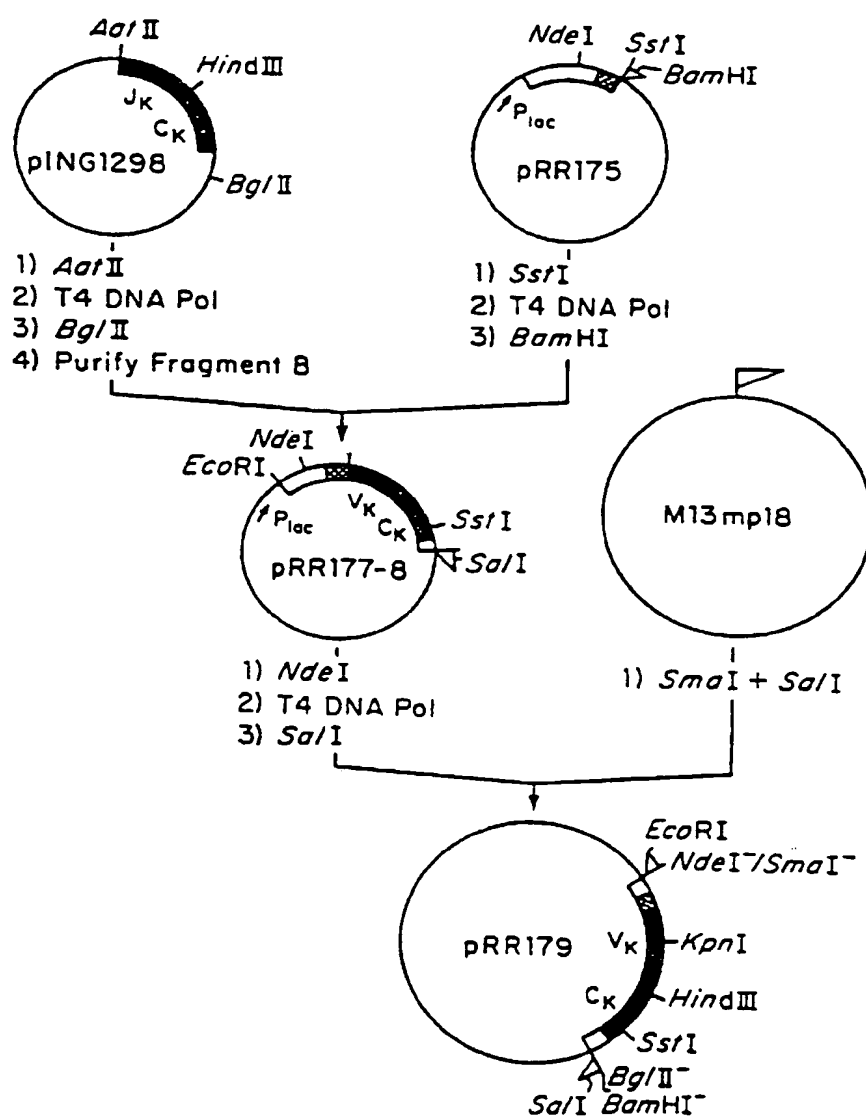 AatII
HindIII
JK
CK
pING1298
BglII
1) AatII
2) T4 DNA Pol
3) BglII
4) Purify Fragment 8
NdeI
SstI
BamHI
Plac
pRR175
1) SstI
2) T4 DNA Pol
3) BamHI
NdeI
EcoRI
VK
CK
Plac
SstI
SalI
pRR177-8
1) NdeI
2) T4 DNA Pol
3) SalI
M13mp18
1) SmaI + SalI
EcoRI
NdeI⁻/SmaI⁻
pRR179
VK
KpnI
CK
HindIII
SstI
BglII⁻
SalI BamHI⁻